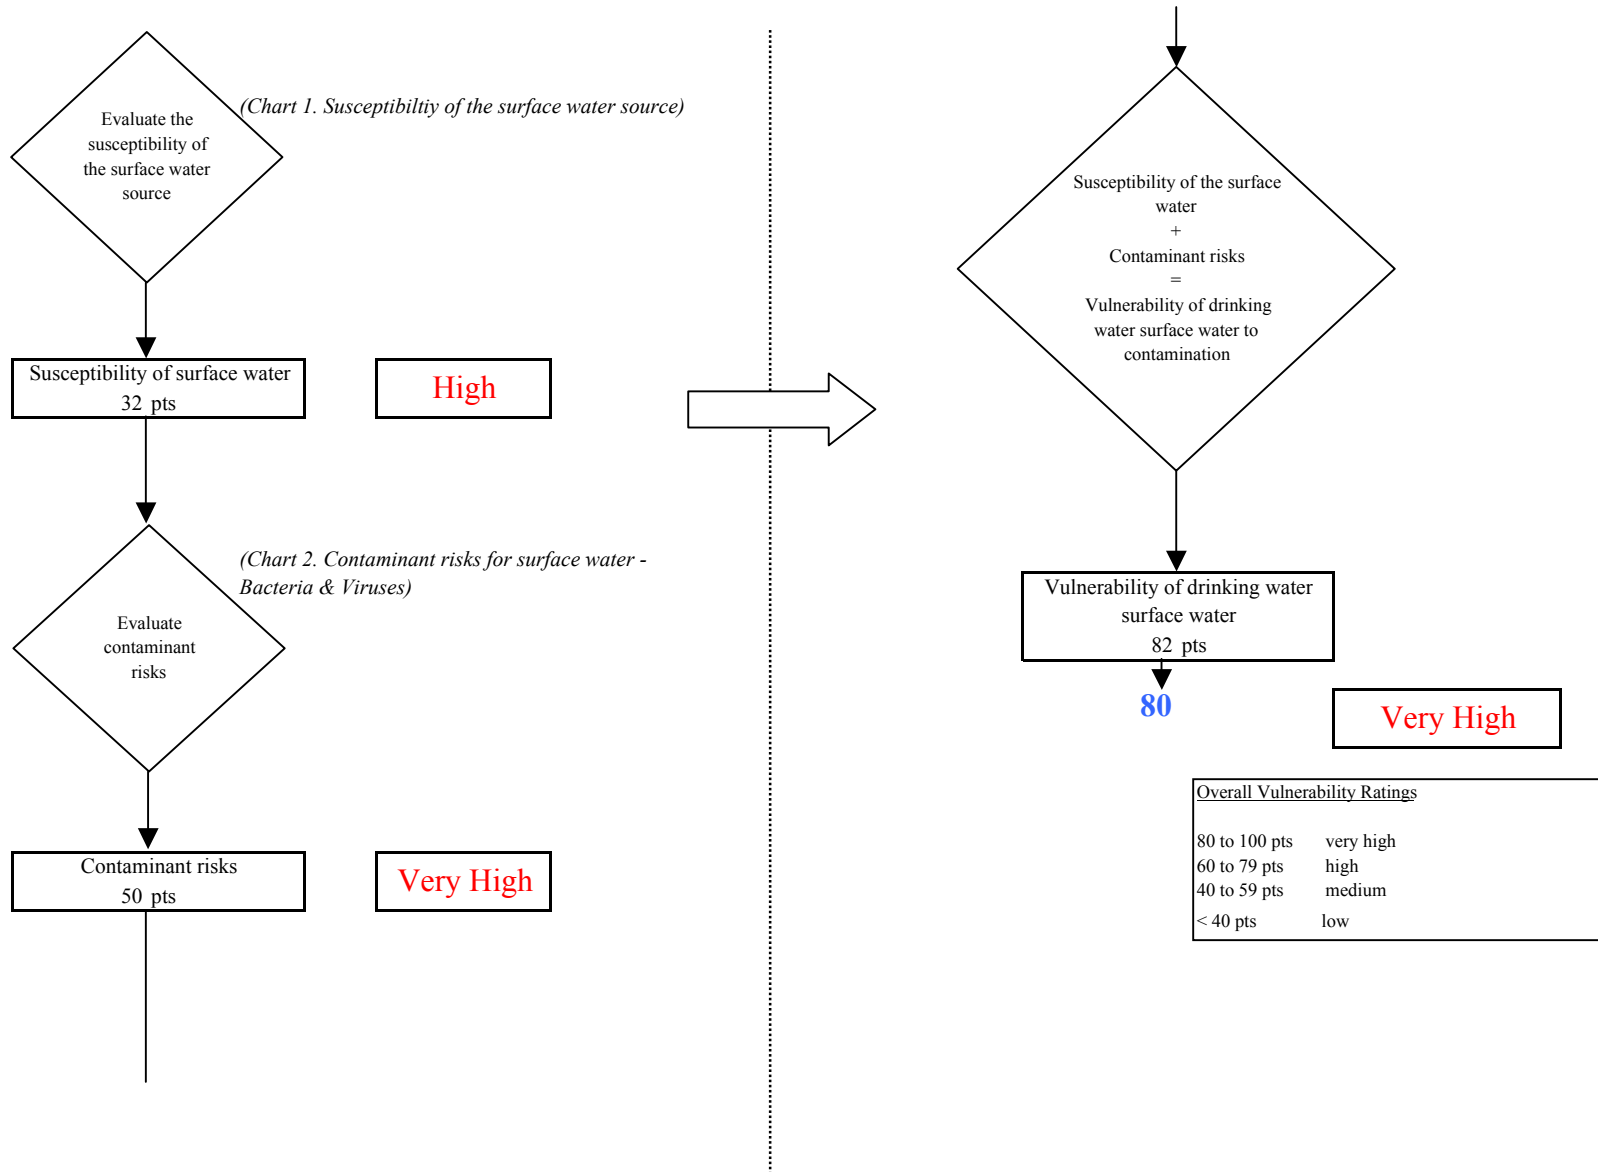 (Chart 1. Susceptibiltiy of the surface water source)
Evaluate the
susceptibility of
the surface water
source
Susceptibility of surface water
32 pts
High
(Chart 2. Contaminant risks for surface water -
Bacteria & Viruses)
Evaluate
contaminant
risks
Contaminant risks
50 pts
Very High
Susceptibility of the surface
water
+
Contaminant risks
=
Vulnerability of drinking
water surface water to
contamination
Vulnerability of drinking water
surface water
82 pts
80
Very High
Overall Vulnerability Ratings
80 to 100 pts very high
60 to 79 pts high
40 to 59 pts medium
< 40 pts low